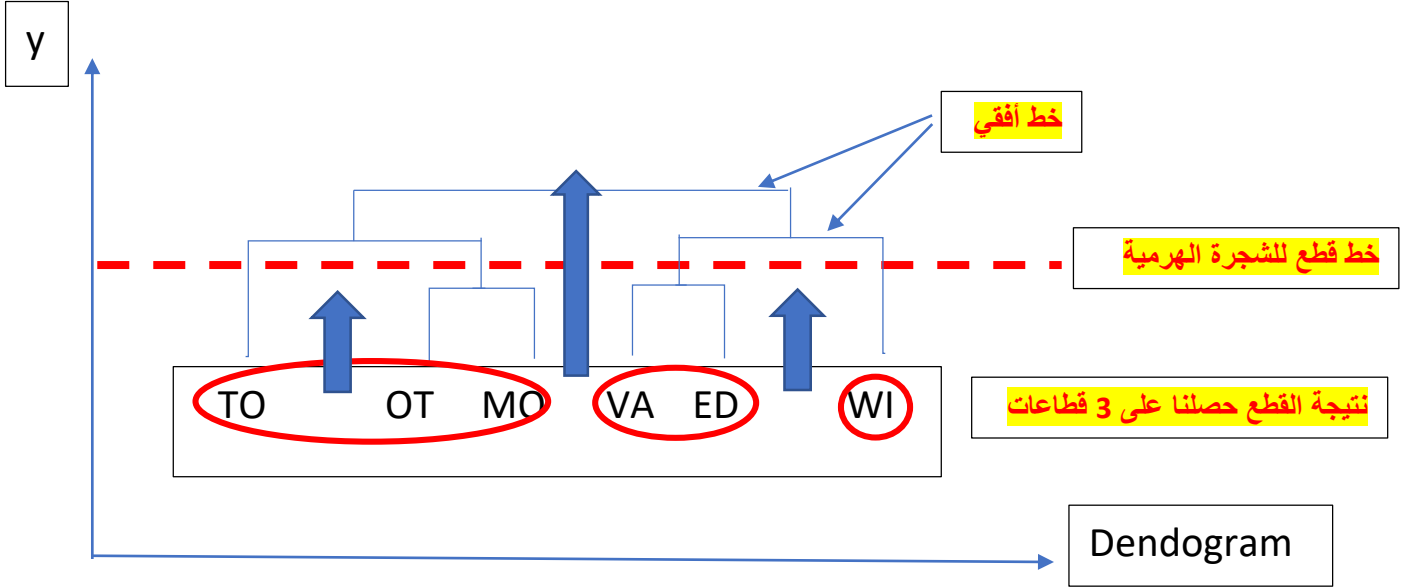 y
خط أفقي
خط قطع للشجرة الهرمية
TO OT MO VA ED WI
نتيجة القطع حصلنا على 3 قطاعات
Dendogram